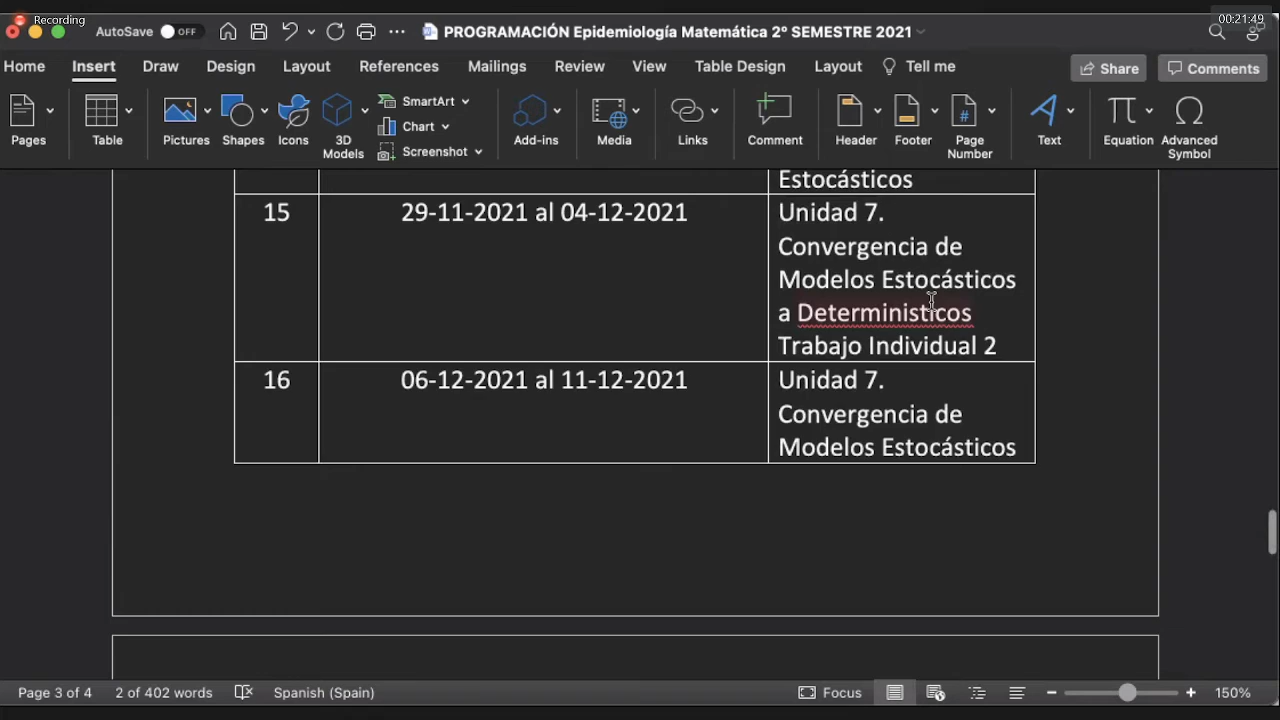 Recording
00:21:49
AutoSave OFF
PROGRAMACIÓN Epidemiología Matemática 2º SEMESTRE 2021
Home Insert Draw Design Layout References Mailings Review View Table Design Layout Tell me Share Comments
Pages Table Pictures Shapes Icons 3D Models SmartArt Chart Screenshot Add-ins Media Links Comment Header Footer Page Number Text Equation Advanced Symbol
Estocásticos
15 29-11-2021 al 04-12-2021 Unidad 7.
Convergencia de
Modelos Estocásticos
a Deterministicos
Trabajo Individual 2
16 06-12-2021 al 11-12-2021 Unidad 7.
Convergencia de
Modelos Estocásticos
Page 3 of 4 2 of 402 words Spanish (Spain) Focus 150%